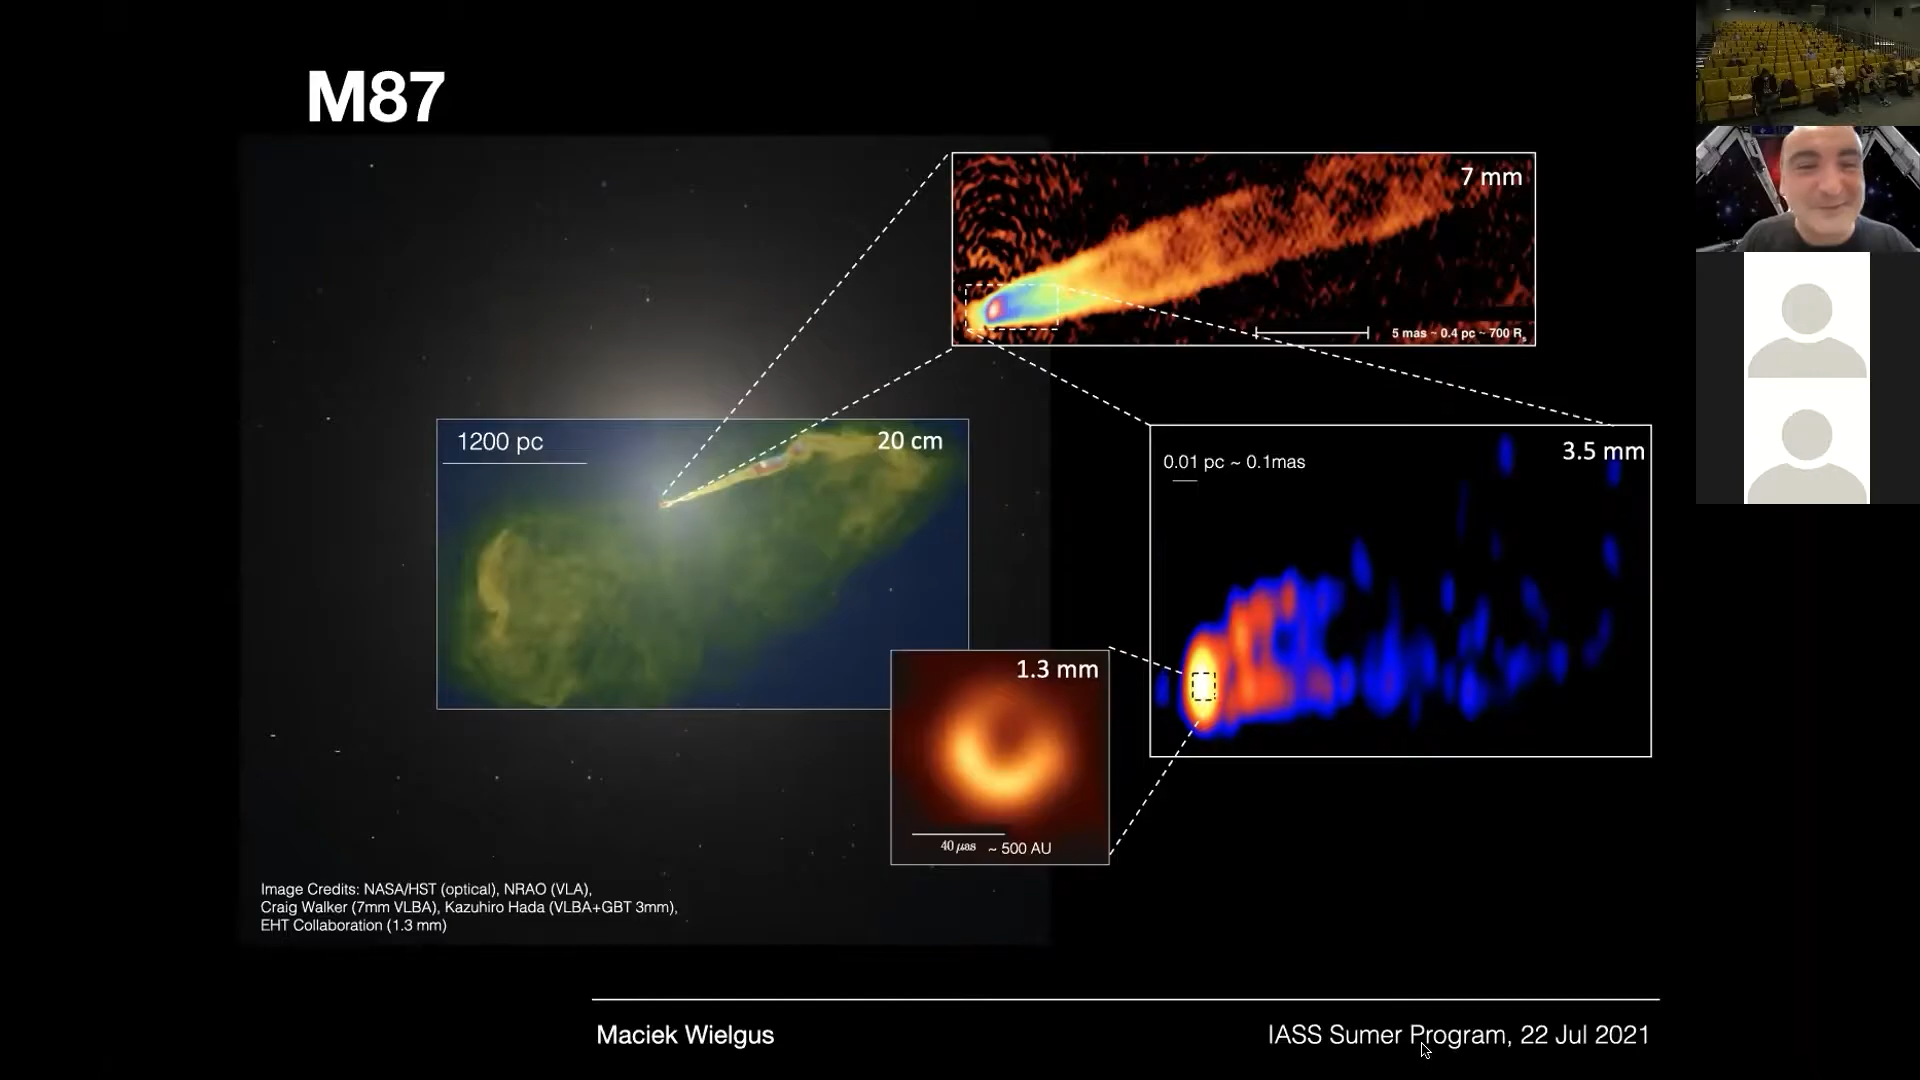 M87
7 mm
5 mas ~ 0.4 pc ~ 700 Rs
1200 pc
20 cm
0.01 pc ~ 0.1mas
3.5 mm
1.3 mm
40 μas ~ 500 AU
Image Credits: NASA/HST (optical), NRAO (VLA),
Craig Walker (7mm VLBA), Kazuhiro Hada (VLBA+GBT 3mm),
EHT Collaboration (1.3 mm)
Maciek Wielgus
IASS Sumer Program, 22 Jul 2021